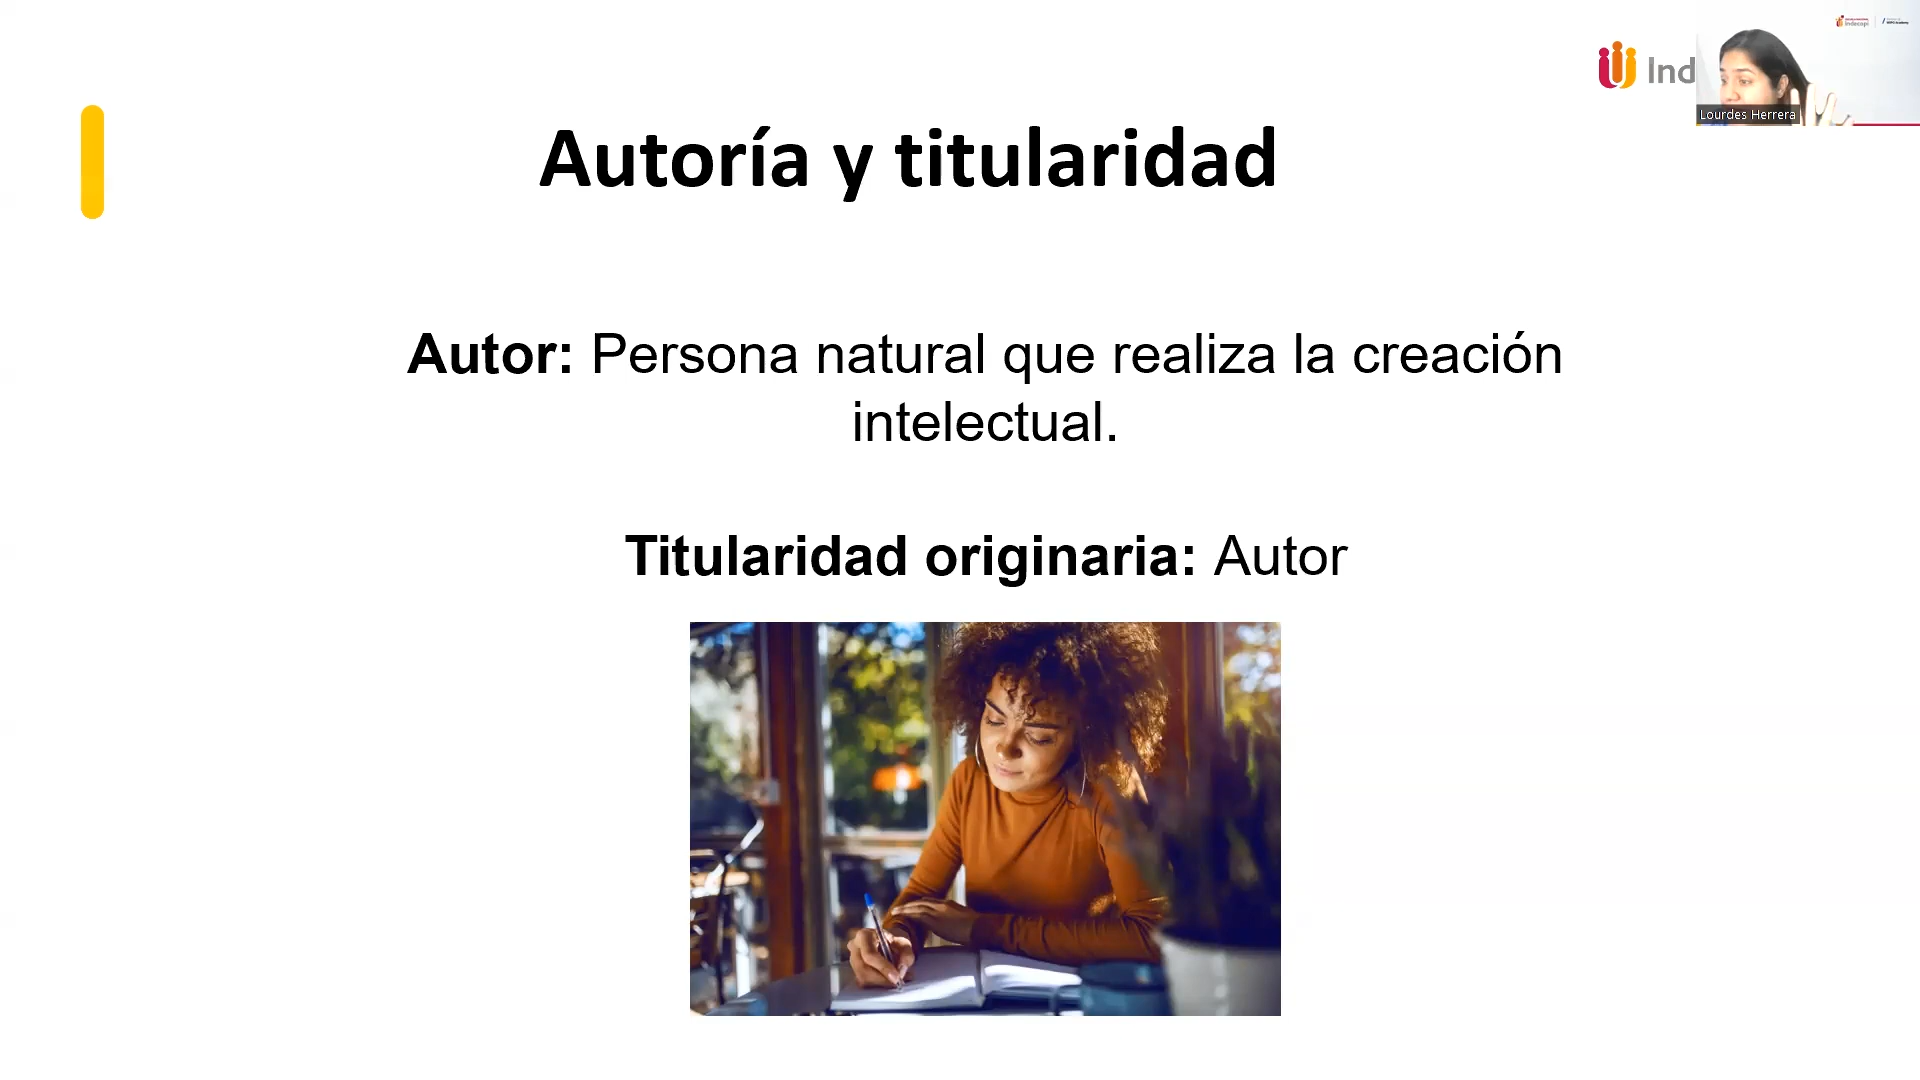 Ind
Lourdes Herrera
Autoría y titularidad
Autor: Persona natural que realiza la creación
intelectual.
Titularidad originaria: Autor